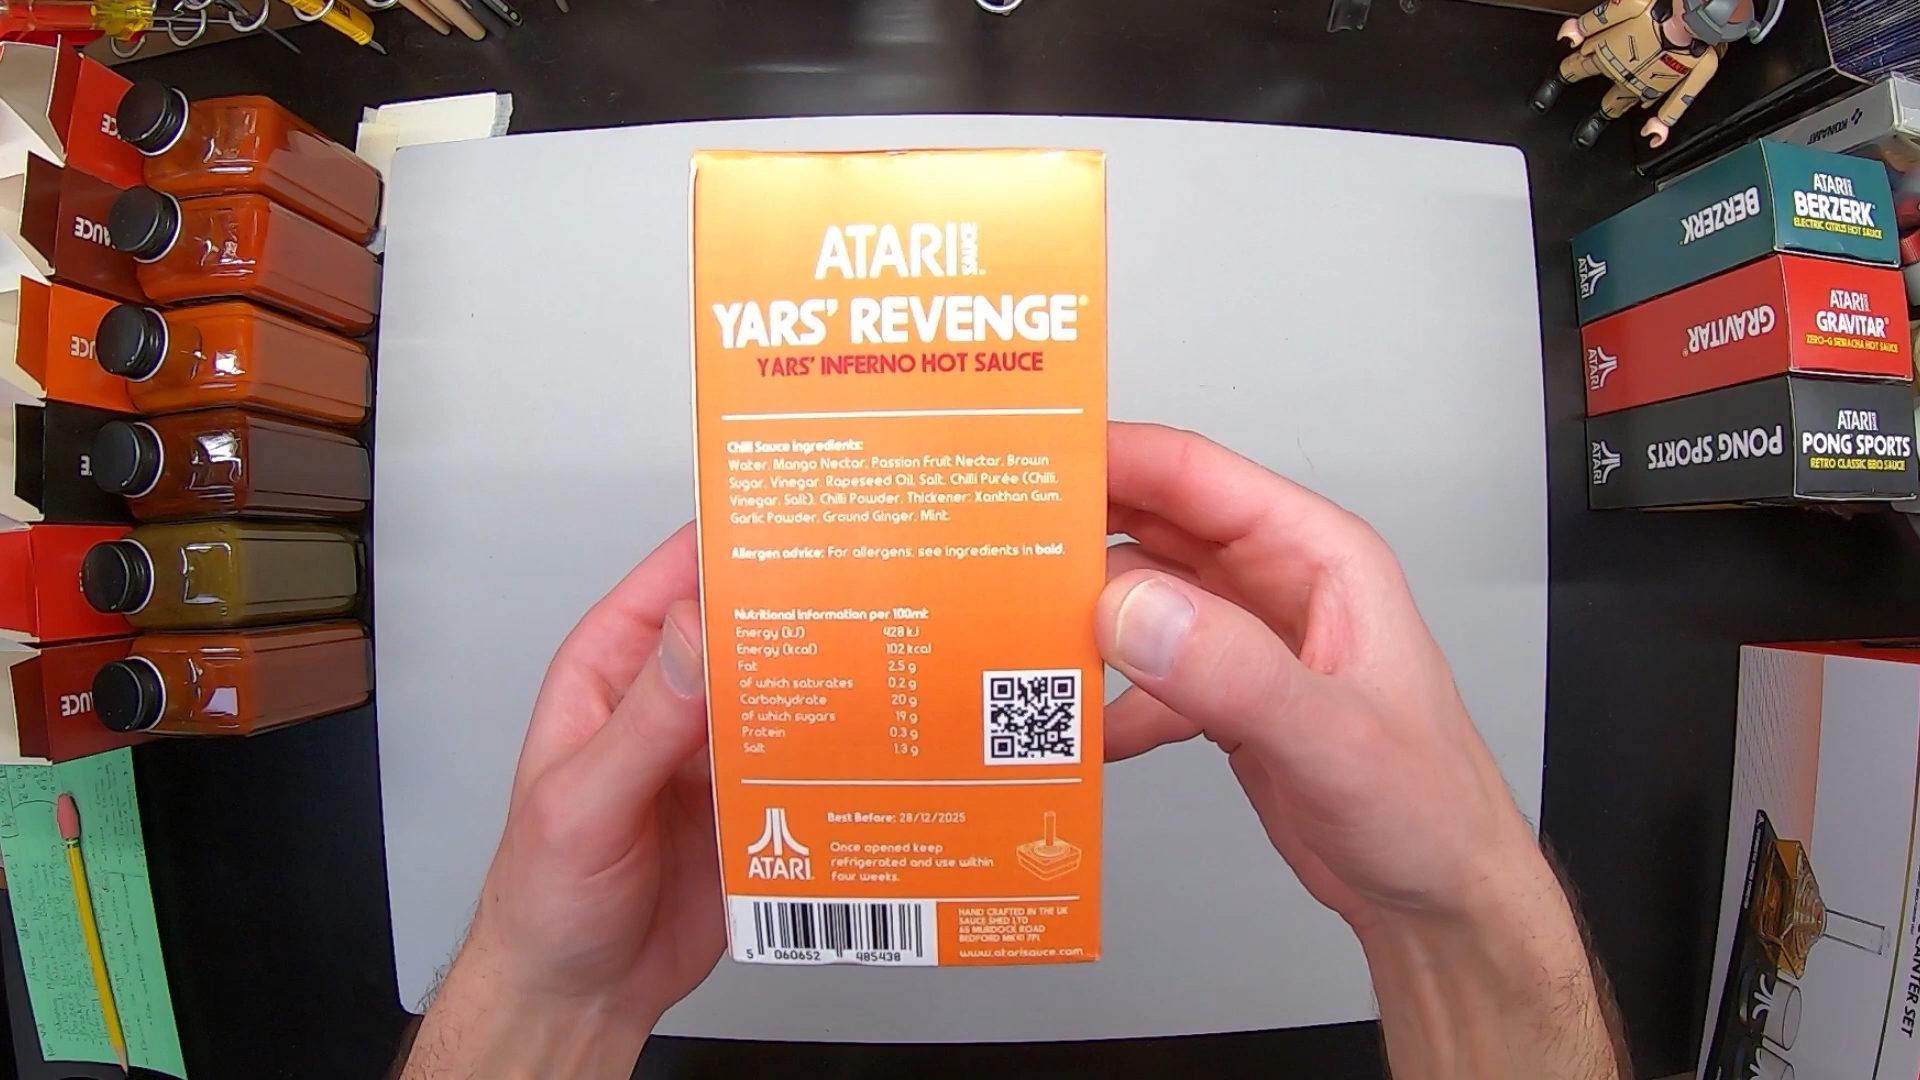 ATARI SAUCE
YARS' REVENGE®
YARS' INFERNO HOT SAUCE
Chilli Sauce Ingredients:
Water, Mango Nectar, Passion Fruit Nectar, Brown
Sugar, Vinegar, Rapeseed Oil, Salt, Chilli Purée (Chilli,
Vinegar, Salt), Chilli Powder, Thickener: Xanthan Gum,
Garlic Powder, Ground Ginger, Mint.
Allergen advice: For allergens, see ingredients in bold.
Nutritional Information per 100ml:
Energy (kJ) 428 kJ
Energy (kcal) 102 kcal
Fat 2.5 g
of which saturates 0.2 g
Carbohydrate 20 g
of which sugars 19 g
Protein 0.3 g
Salt 1.3 g
ATARI
Best Before: 28/12/2025
Once opened keep
refrigerated and use within
four weeks.
5 060652 485438
HAND CRAFTED IN THE UK
SAUCE SHED LTD
65 MURDOCK ROAD
BEDFORD MK41 7PL
www.atarisauce.com
KONAMI
ATARI
BERZERK
ATARI SAUCE
BERZERK
ELECTRIC CITRUS HOT SAUCE
ATARI
GRAVITAR®
ATARI SAUCE
GRAVITAR®
ZERO-G SRIRACHA HOT SAUCE
ATARI
PONG SPORTS
ATARI SAUCE
PONG SPORTS
RETRO CLASSIC BBQ SAUCE
UCE